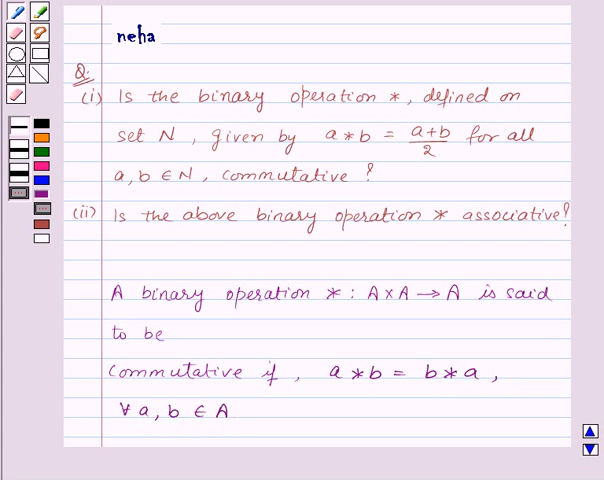 neha
Q.
(i) Is the binary operation *, defined on
set N, given by a * b = a+b/2 for all
a, b ∈ N, commutative ?
(ii) Is the above binary operation * associative?
A binary operation * : A × A → A is said
to be
commutative if, a * b = b * a,
∀ a, b ∈ A